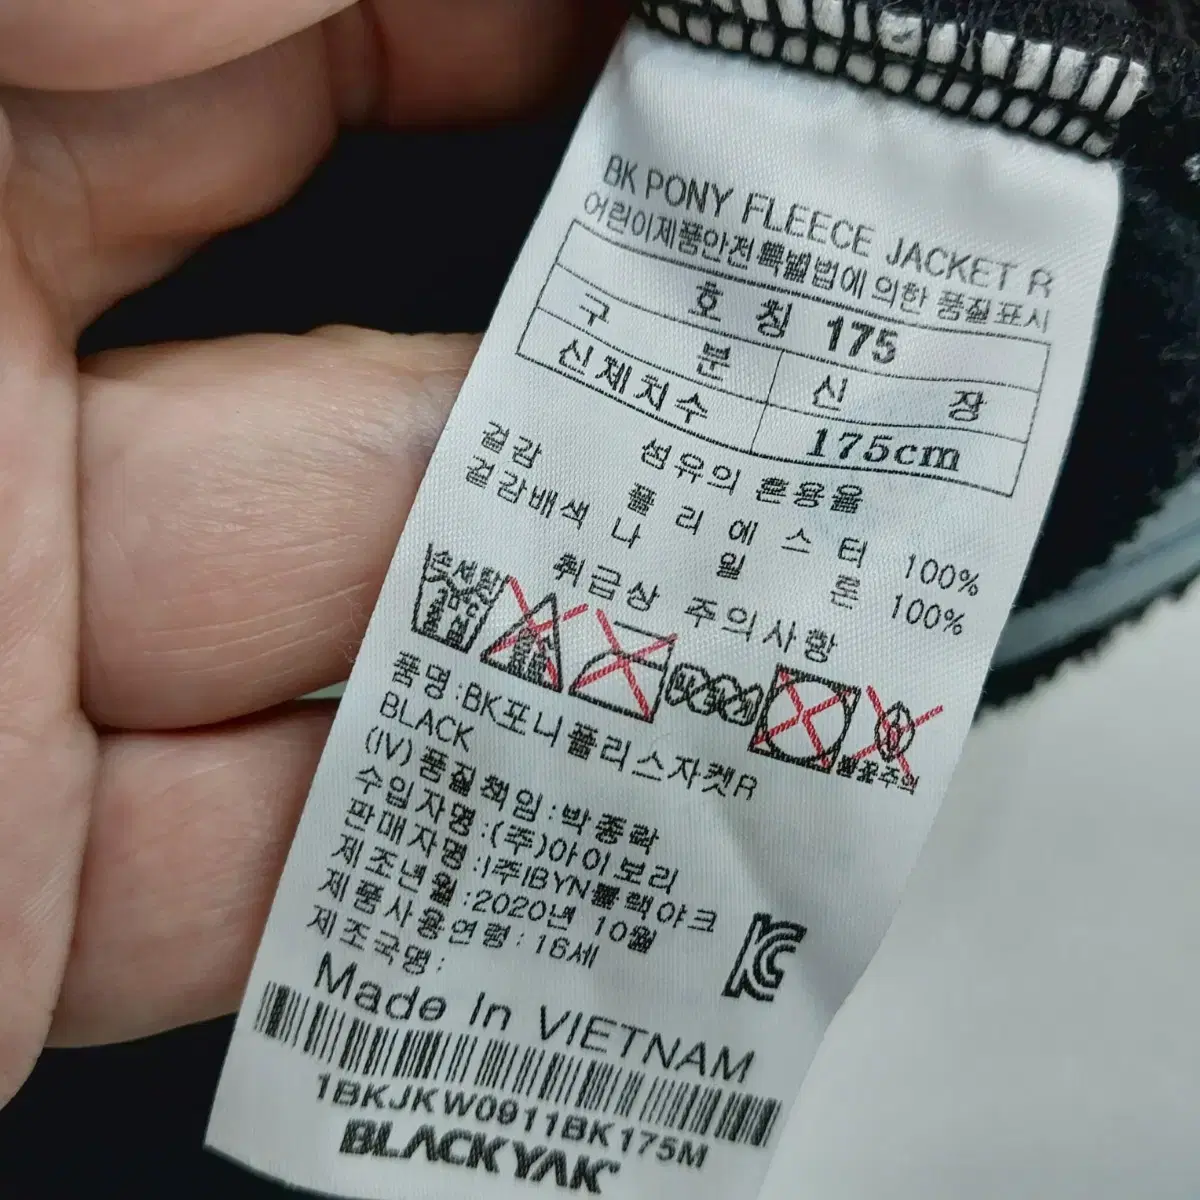 BK PONY FLEECE JACKET R
어린이제품안전특별법에 의한 품질표시
호 칭 175
구 분 신 장
신체치수 175cm
섬유의 혼용율
겉감 폴 리 에 스 터 100%
겉감배색 나 일 론 100%
취급상 주의사항
손세탁
중성
불꽃주의
품명:BK포니플리스자켓R
BLACK
(IV) 품질책임:박종락
수입자명:(주)아이보리
판매자명:(주)BYN블랙야크
제조년월:2020년 10월
제품사용연령:16세
제조국명:
Made In VIETNAM
1BKJKW0911BK175M
BLACKYAK